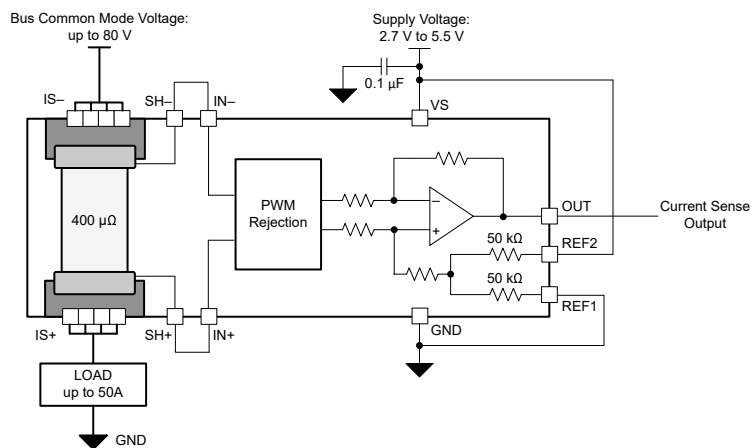 Bus Common Mode Voltage:
up to 80 V
Supply Voltage:
2.7 V to 5.5 V
0.1 µF
IS–
SH–
IN–
VS
400 µΩ
PWM
Rejection
–
+
OUT
Current Sense
Output
50 kΩ
REF2
50 kΩ
REF1
IS+
SH+
IN+
GND
LOAD
up to 50A
GND